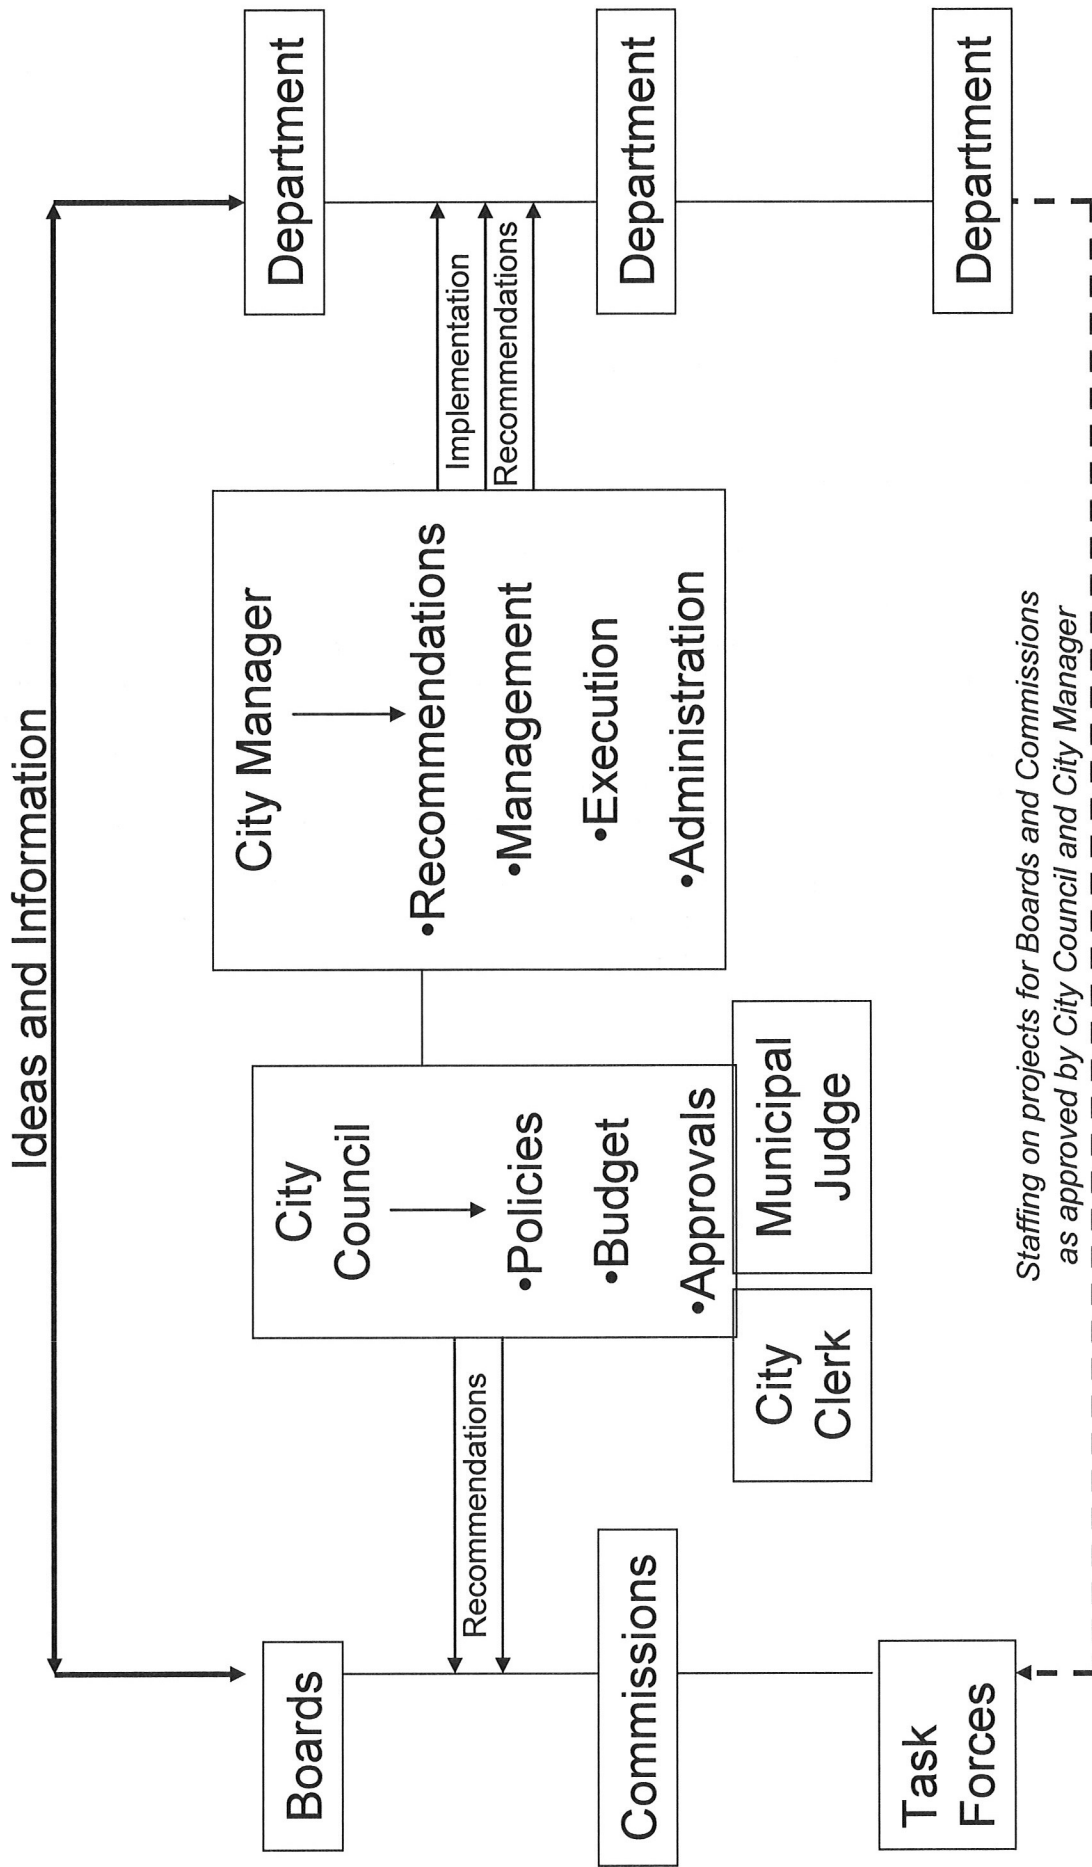 Ideas and Information
Boards
Commissions
Task
Forces
Recommendations
City
Council
•Policies
•Budget
•Approvals
City
Clerk
Municipal
Judge
City Manager
•Recommendations
•Management
•Execution
•Administration
Implementation
Recommendations
Department
Department
Department
Staffing on projects for Boards and Commissions
as approved by City Council and City Manager